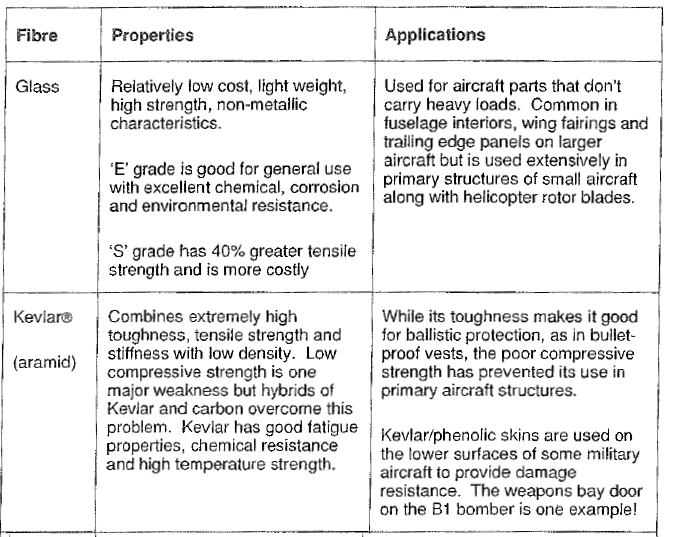 Fibre
Properties
Applications
Glass
Relatively low cost, light weight,
high strength, non-metallic
characteristics.
'E' grade is good for general use
with excellent chemical, corrosion
and environmental resistance.
'S' grade has 40% greater tensile
strength and is more costly
Used for aircraft parts that don't
carry heavy loads. Common in
fuselage interiors, wing fairings and
trailing edge panels on larger
aircraft but is used extensively in
primary structures of small aircraft
along with helicopter rotor blades.
Kevlar®
(aramid)
Combines extremely high
toughness, tensile strength and
stiffness with low density. Low
compressive strength is one
major weakness but hybrids of
Kevlar and carbon overcome this
problem. Kevlar has good fatigue
properties, chemical resistance
and high temperature strength.
While its toughness makes it good
for ballistic protection, as in bullet-
proof vests, the poor compressive
strength has prevented its use in
primary aircraft structures.
Kevlar/phenolic skins are used on
the lower surfaces of some military
aircraft to provide damage
resistance. The weapons bay door
on the B1 bomber is one example!